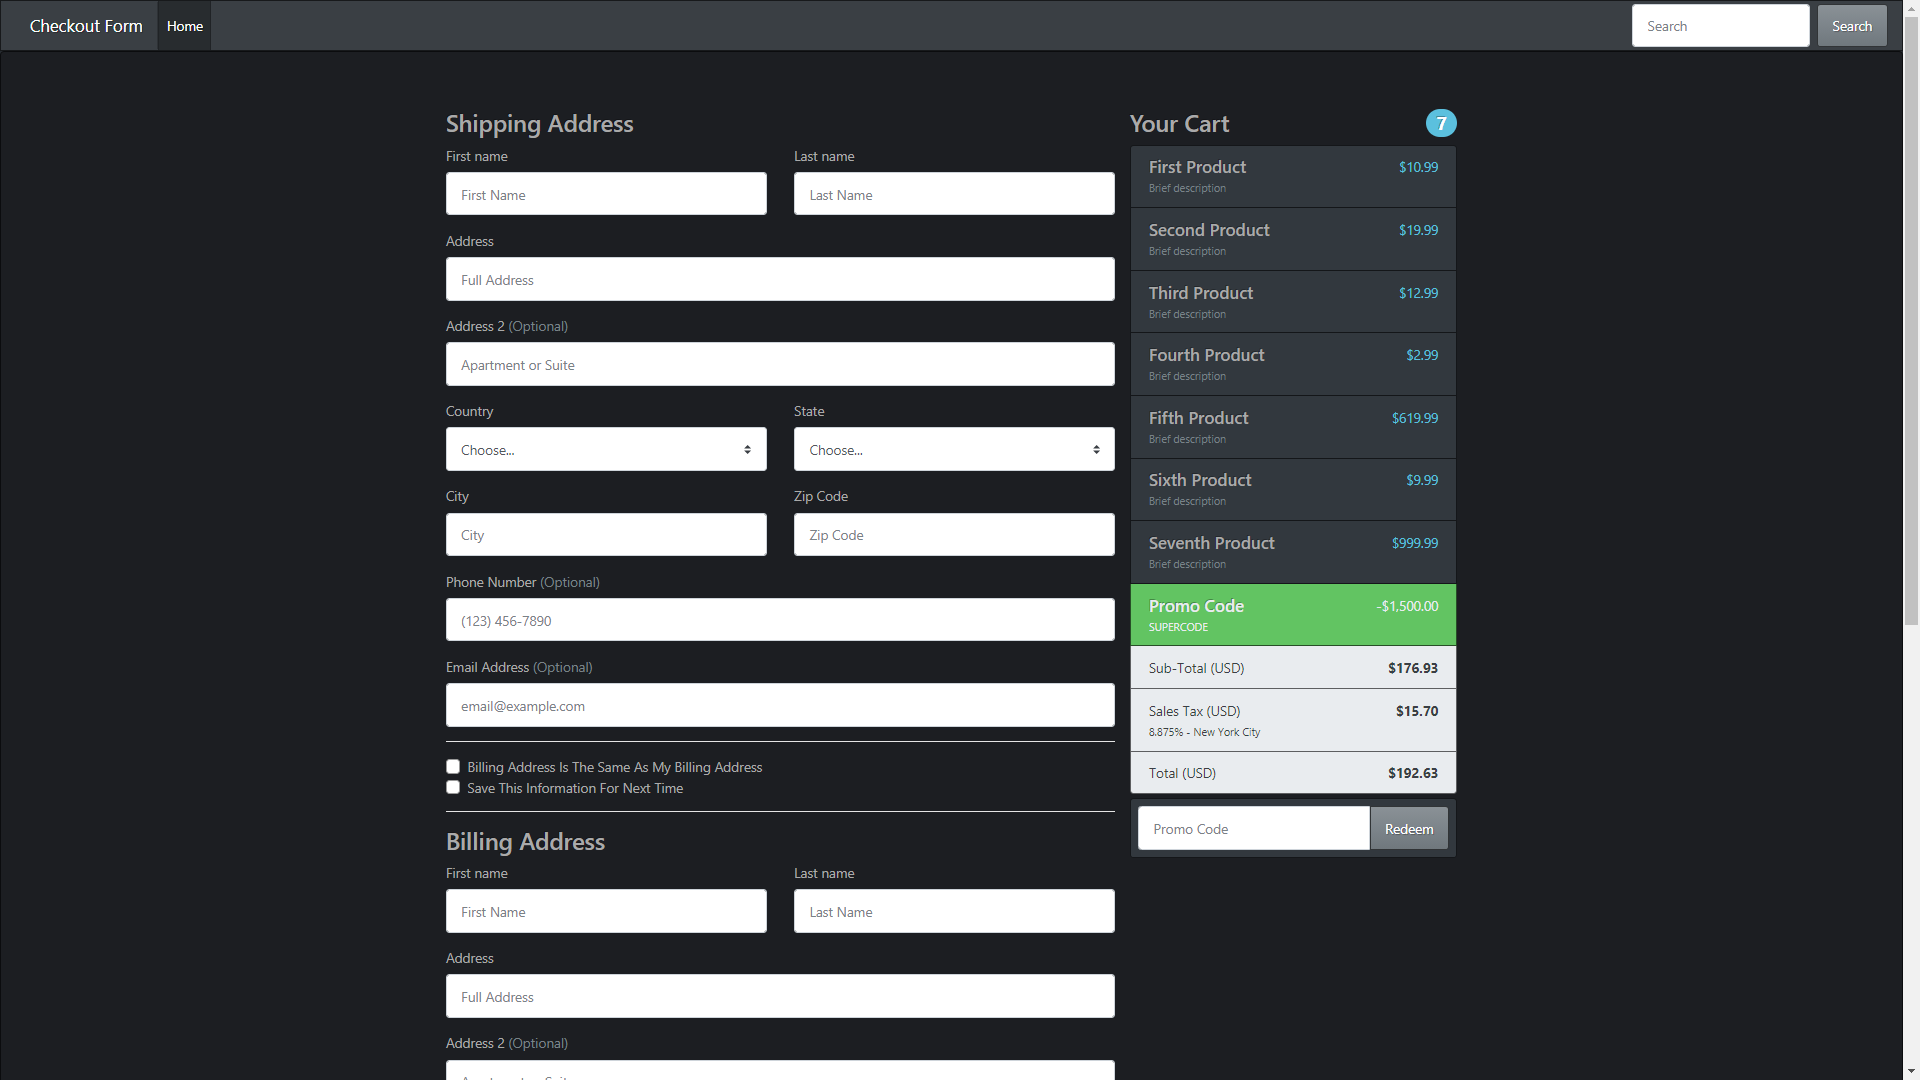 Checkout Form
Home
Search
Search
Shipping Address
First name
Last name
First Name
Last Name
Address
Full Address
Address 2 (Optional)
Apartment or Suite
Country
State
Choose...
Choose...
City
Zip Code
City
Zip Code
Phone Number (Optional)
(123) 456-7890
Email Address (Optional)
email@example.com
Billing Address Is The Same As My Billing Address
Save This Information For Next Time
Billing Address
First name
Last name
First Name
Last Name
Address
Full Address
Address 2 (Optional)
Your Cart
7
First Product
$10.99
Brief description
Second Product
$19.99
Brief description
Third Product
$12.99
Brief description
Fourth Product
$2.99
Brief description
Fifth Product
$619.99
Brief description
Sixth Product
$9.99
Brief description
Seventh Product
$999.99
Brief description
Promo Code
-$1,500.00
SUPERCODE
Sub-Total (USD)
$176.93
Sales Tax (USD)
$15.70
8.875% - New York City
Total (USD)
$192.63
Promo Code
Redeem